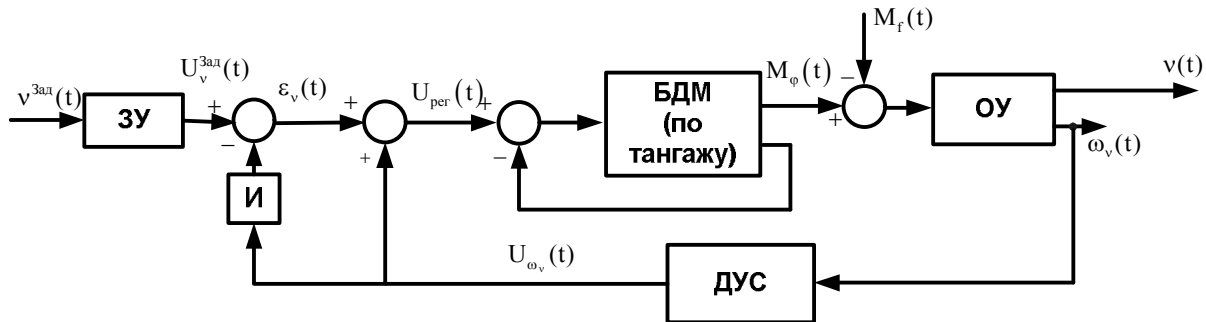 M_f(t)
U_ν^Зад(t)
ν^Зад(t)
ε_ν(t)
U_рег(t)
M_φ(t)
ν(t)
+
+
+
−
ЗУ
−
+
−
+
БДМ
(по
тангажу)
ОУ
ω_ν(t)
И
U_ω_ν(t)
ДУС